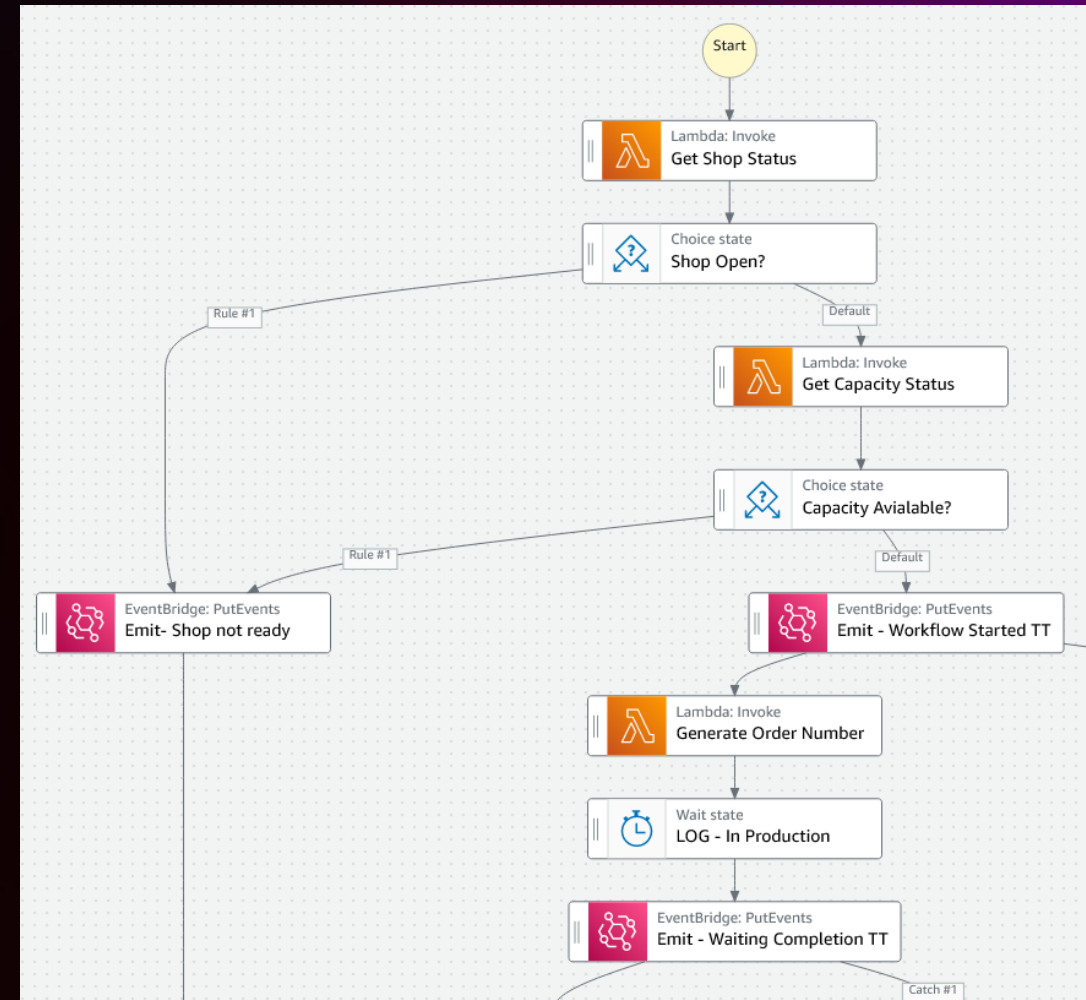 Start
Lambda: Invoke
Get Shop Status
Choice state
Shop Open?
Rule #1
Default
Lambda: Invoke
Get Capacity Status
Choice state
Capacity Avialable?
Rule #1
Default
EventBridge: PutEvents
Emit- Shop not ready
EventBridge: PutEvents
Emit - Workflow Started TT
Lambda: Invoke
Generate Order Number
Wait state
LOG - In Production
EventBridge: PutEvents
Emit - Waiting Completion TT
Catch #1